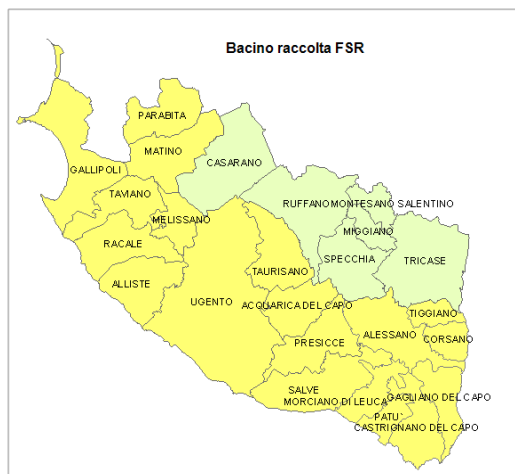 Bacino raccolta FSR
PARABITA
MATINO
CASARANO
GALLIPOLI
TAVIANO
RUFFANO
MONTESANO SALENTINO
MELISSANO
MIGGIANO
RACALE
SPECCHIA
TRICASE
TAURISANO
ALLISTE
UGENTO
ACQUARICA DEL CAPO
TIGGIANO
ALESSANO
CORSANO
PRESICCE
SALVE
GAGLIANO DEL CAPO
MORCIANO DI LEUCA
PATU'
CASTRIGNANO DEL CAPO